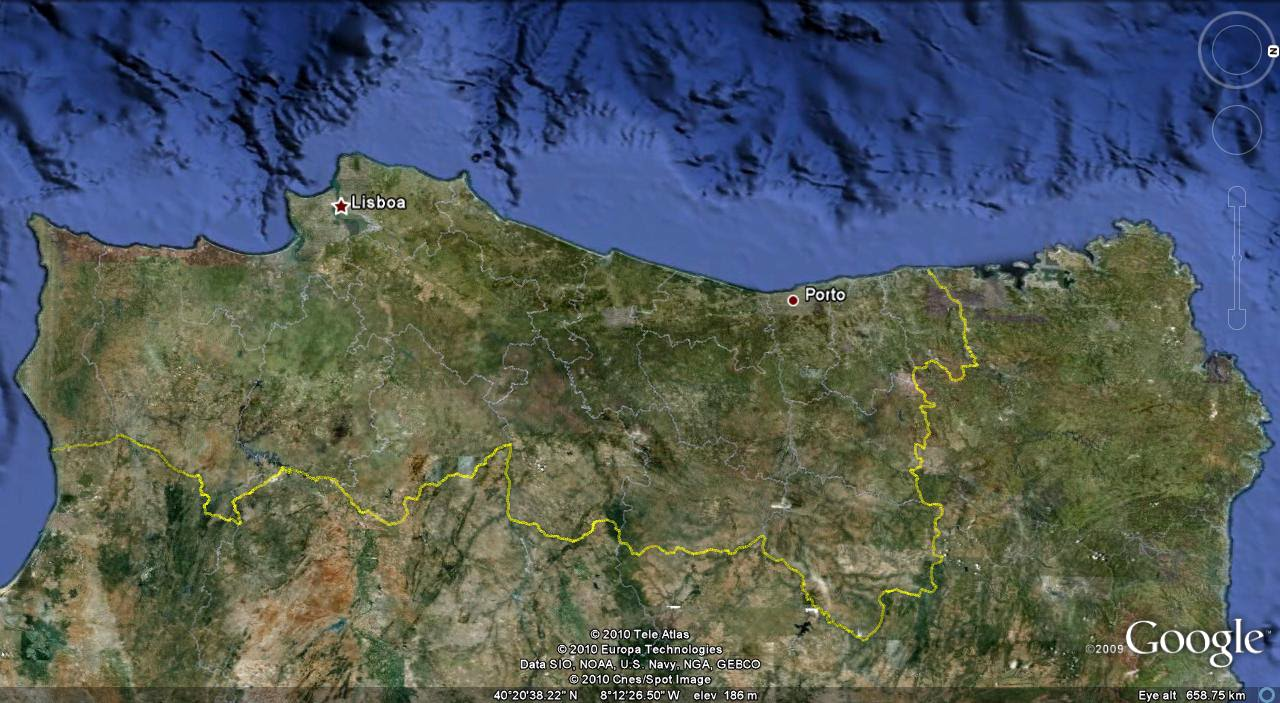 N
Lisboa
Porto
© 2010 Tele Atlas
© 2010 Europa Technologies
Data SIO, NOAA, U.S. Navy, NGA, GEBCO
© 2010 Cnes/Spot Image
©2009 Google™
40°20'38.22" N 8°12'26.50" W elev 186 m
Eye alt 658.75 km